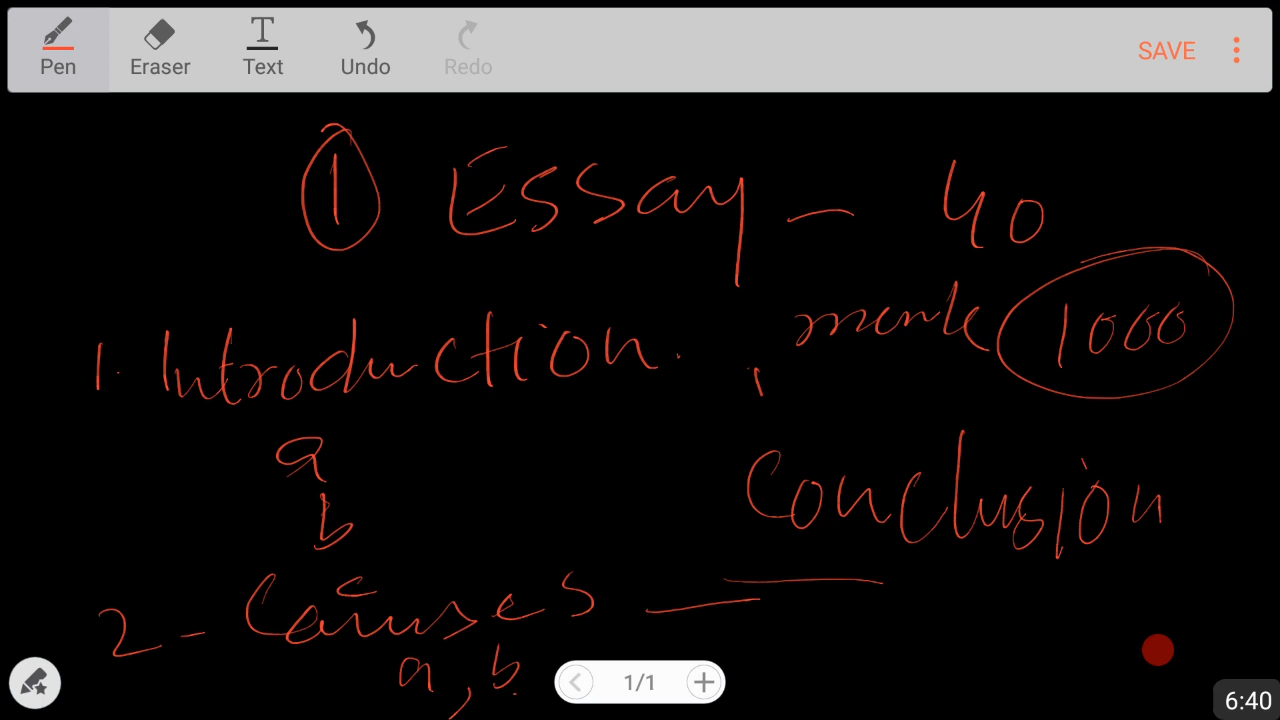 Pen Eraser Text Undo Redo SAVE
① Essay – 40
mark 1000
1. Introduction.
a
b
Conclusion
2 - Causes —
a, b
1/1
6:40